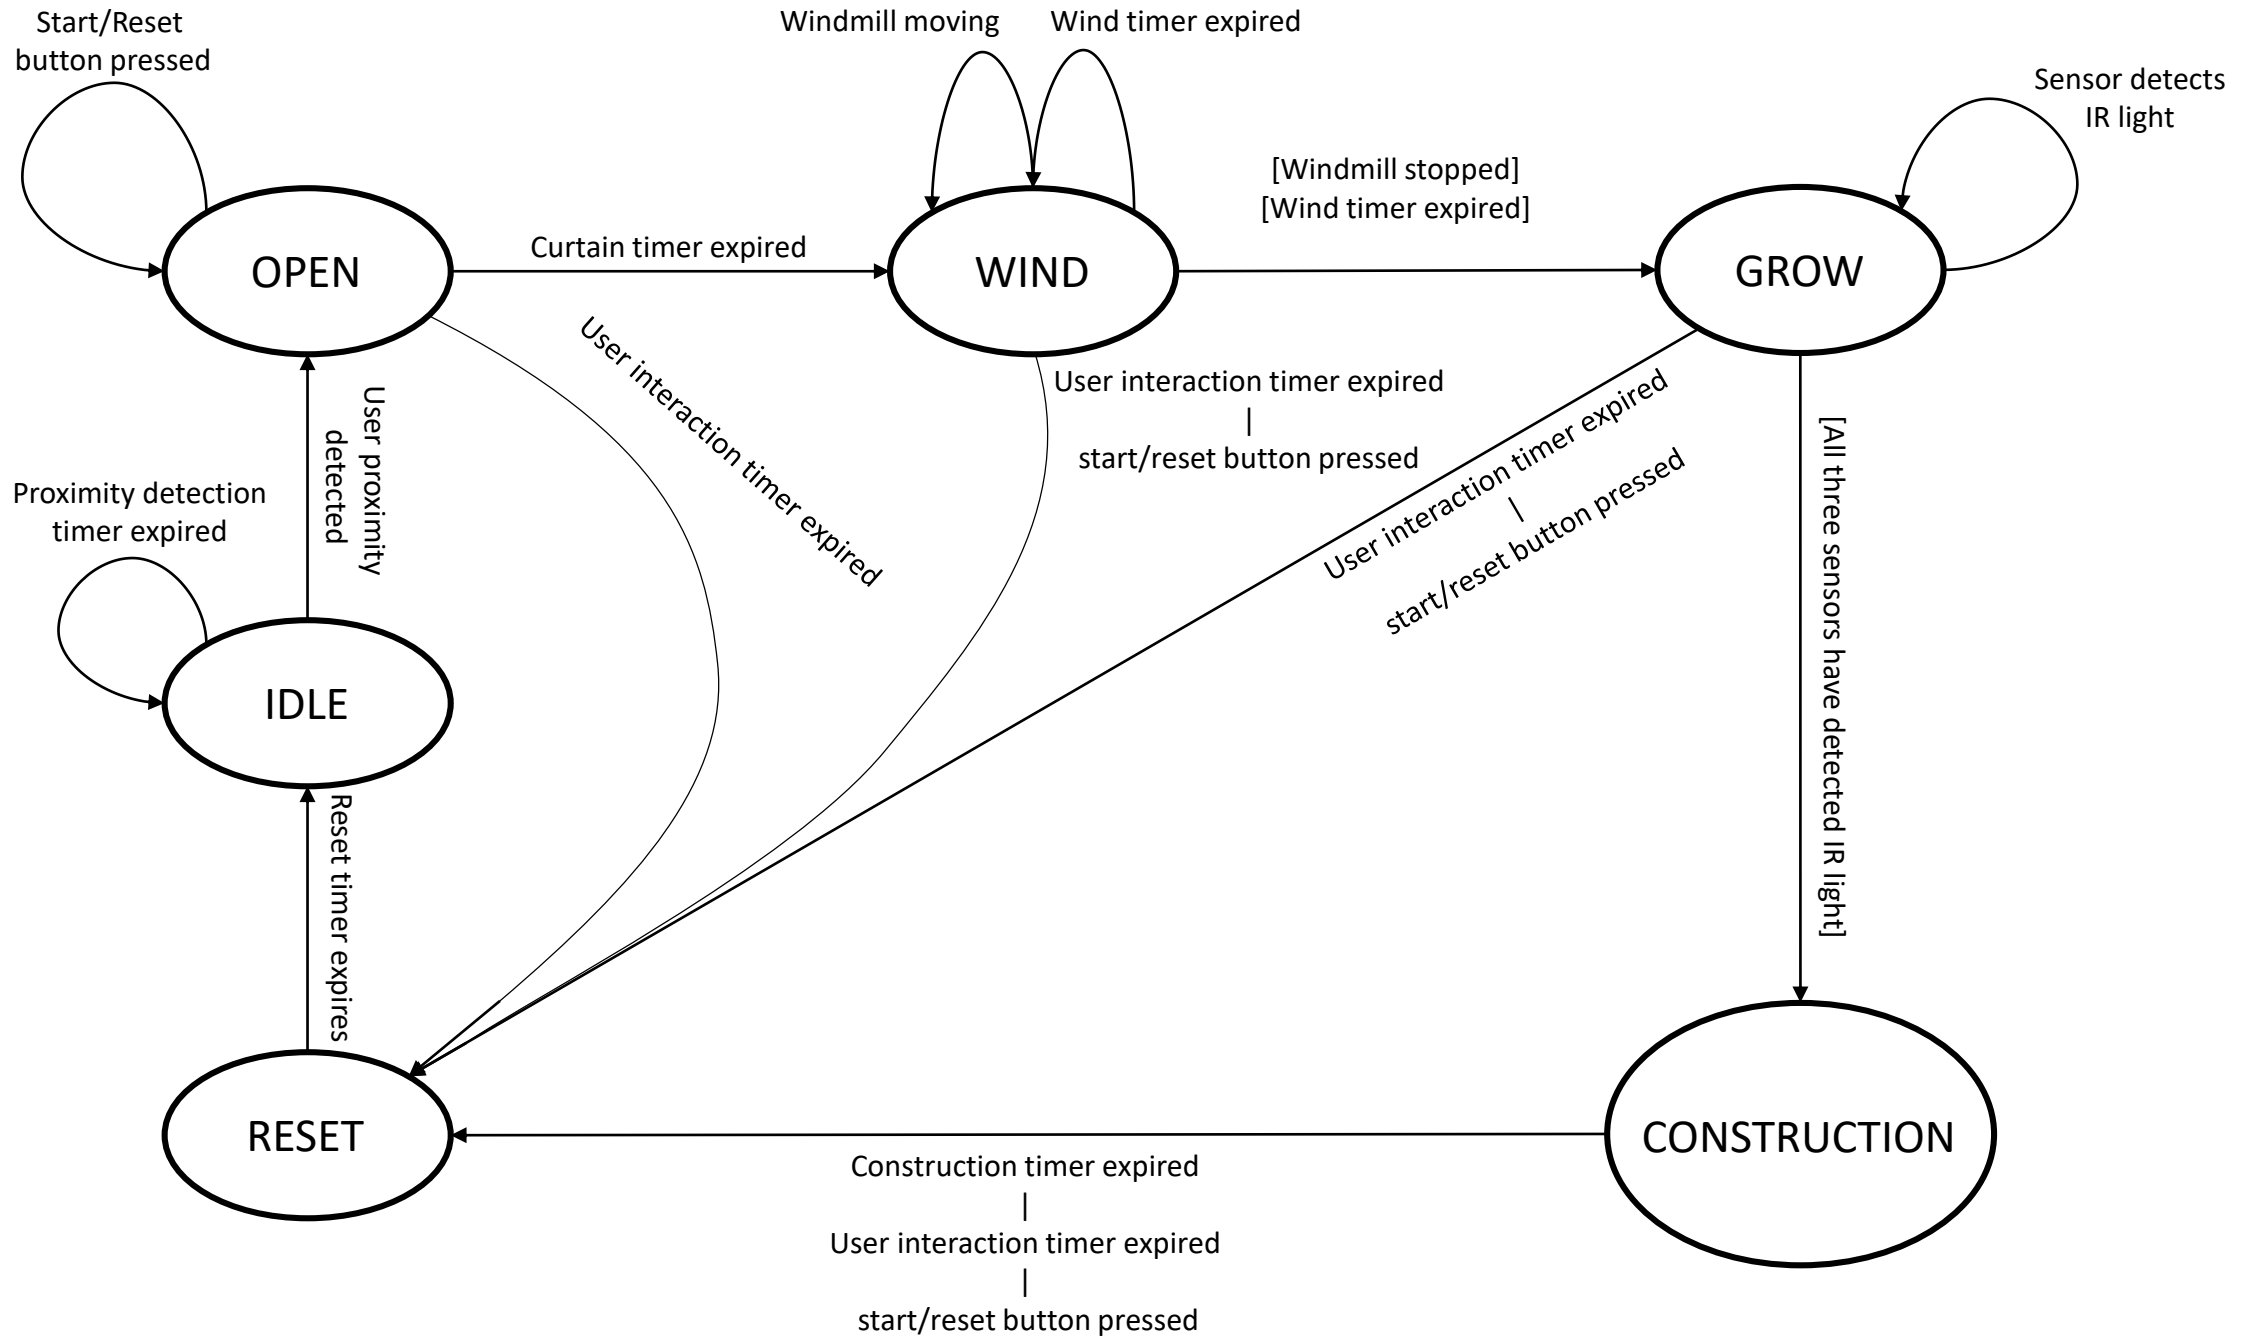 Start/Reset
button pressed
Windmill moving
Wind timer expired
Sensor detects
IR light
[Windmill stopped]
[Wind timer expired]
OPEN
Curtain timer expired
WIND
GROW
User interaction timer expired
User interaction timer expired
|
start/reset button pressed
User interaction timer expired
|
start/reset button pressed
User proximity
detected
[All three sensors have detected IR light]
Proximity detection
timer expired
IDLE
Reset timer expires
RESET
CONSTRUCTION
Construction timer expired
|
User interaction timer expired
|
start/reset button pressed